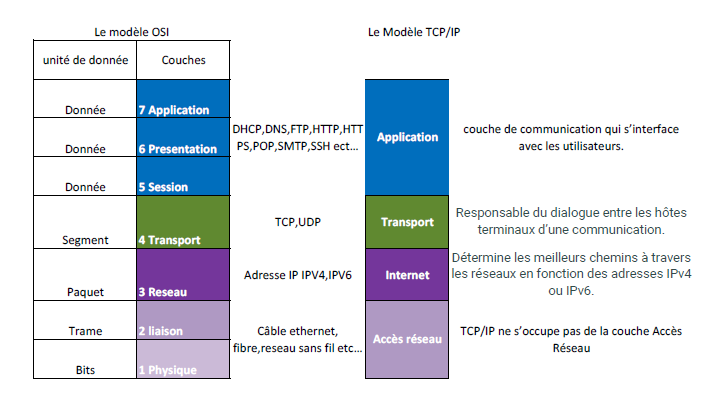 Le modèle OSI
Le Modèle TCP/IP
unité de donnée
Couches
Donnée
7 Application
Donnée
6 Presentation
Donnée
5 Session
DHCP,DNS,FTP,HTTP,HTT
PS,POP,SMTP,SSH ect...
Application
couche de communication qui s'interface
avec les utilisateurs.
Segment
4 Transport
TCP,UDP
Transport
Responsable du dialogue entre les hôtes
terminaux d'une communication.
Paquet
3 Reseau
Adresse IP IPV4,IPV6
Internet
Détermine les meilleurs chemins à travers
les réseaux en fonction des adresses IPv4
ou IPv6.
Trame
2 liaison
Bits
1 Physique
Câble ethernet,
fibre,reseau sans fil etc...
Accès réseau
TCP/IP ne s'occupe pas de la couche Accès
Réseau